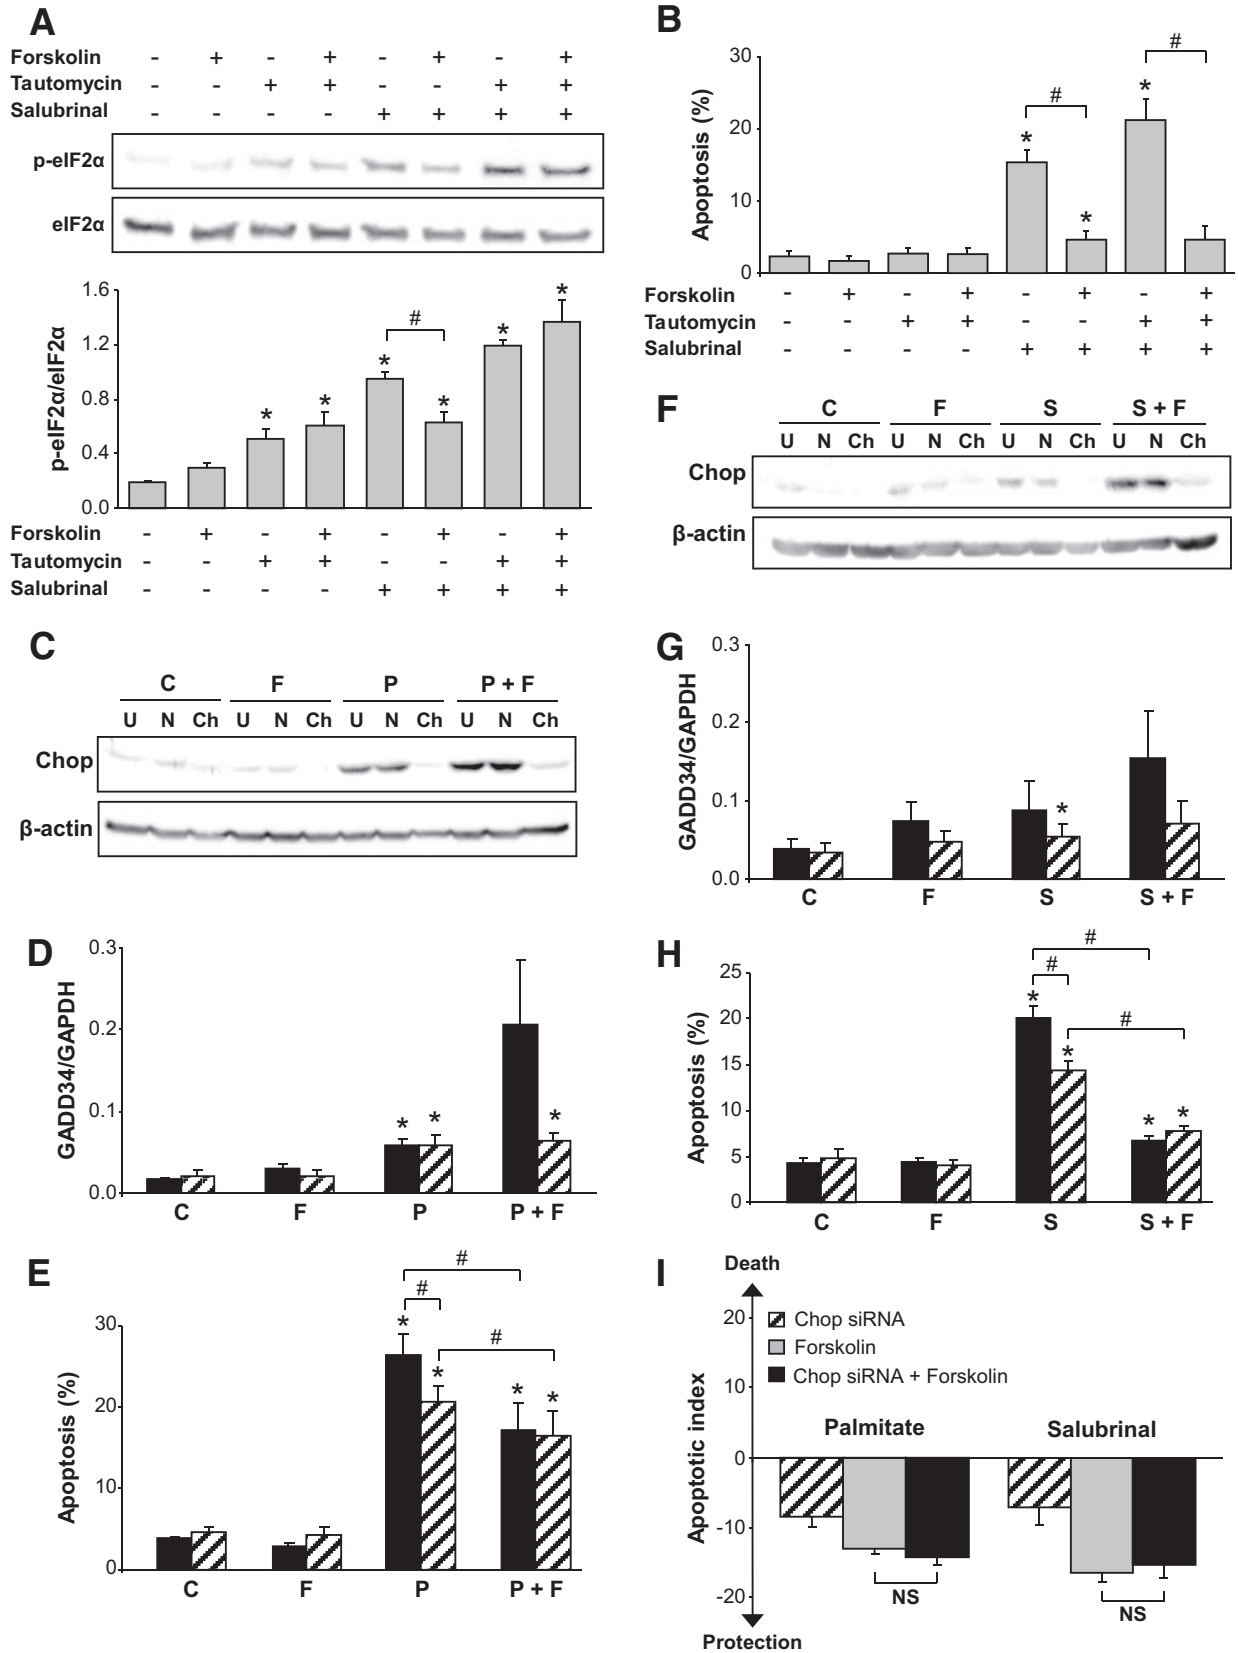 A
Forskolin - + - + - + - +
Tautomycin - - + + - - + +
Salubrinal - - - - + + + +
p-eIF2α
eIF2α
p-eIF2α/eIF2α
1.6
1.2
0.8
0.4
0.0
* * * * # * *
Forskolin - + - + - + - +
Tautomycin - - + + - - + +
Salubrinal - - - - + + + +
B
Apoptosis (%)
30
20
10
0
* # * * #
Forskolin - + - + - + - +
Tautomycin - - + + - - + +
Salubrinal - - - - + + + +
C
C F P P + F
U N Ch U N Ch U N Ch U N Ch
Chop
β-actin
D
GADD34/GAPDH
0.3
0.2
0.1
0.0
* * *
C F P P + F
E
Apoptosis (%)
30
20
10
0
# # #
* * * *
C F P P + F
F
C F S S + F
U N Ch U N Ch U N Ch U N Ch
Chop
β-actin
G
GADD34/GAPDH
0.3
0.2
0.1
0.0
*
C F S S + F
H
Apoptosis (%)
25
20
15
10
5
0
# # #
* * * *
C F S S + F
I
Death
Apoptotic index
20
10
0
-10
-20
Chop siRNA
Forskolin
Chop siRNA + Forskolin
Palmitate Salubrinal
NS NS
Protection